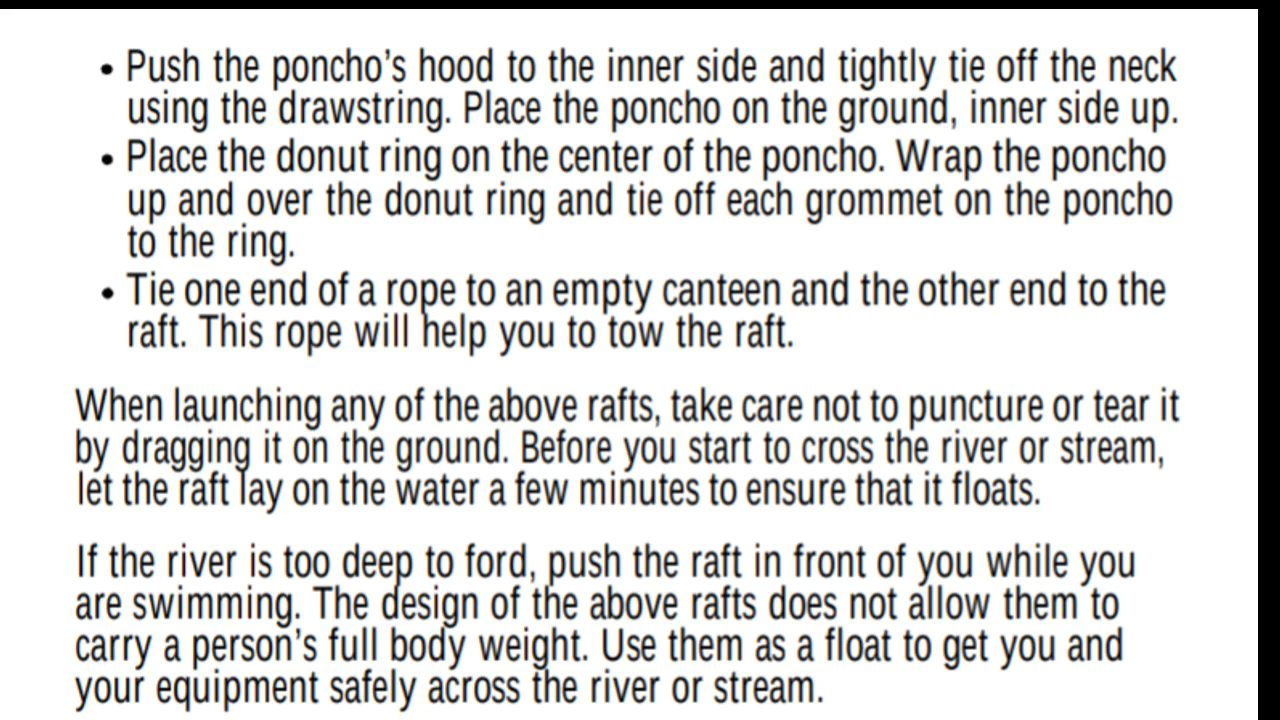 • Push the poncho’s hood to the inner side and tightly tie off the neck
using the drawstring. Place the poncho on the ground, inner side up.
• Place the donut ring on the center of the poncho. Wrap the poncho
up and over the donut ring and tie off each grommet on the poncho
to the ring.
• Tie one end of a rope to an empty canteen and the other end to the
raft. This rope will help you to tow the raft.
When launching any of the above rafts, take care not to puncture or tear it
by dragging it on the ground. Before you start to cross the river or stream,
let the raft lay on the water a few minutes to ensure that it floats.
If the river is too deep to ford, push the raft in front of you while you
are swimming. The design of the above rafts does not allow them to
carry a person’s full body weight. Use them as a float to get you and
your equipment safely across the river or stream.